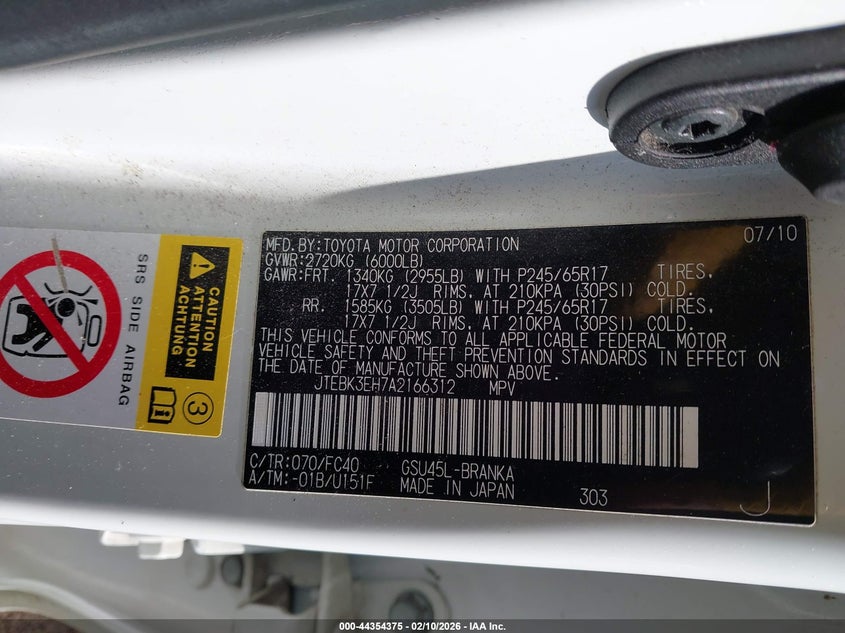 SRS SIDE AIRBAG
CAUTION
ATTENTION
ACHTUNG
3
MFD.BY:TOYOTA MOTOR CORPORATION 07/10
GVWR:2720KG (6000LB)
GAWR:FRT. 1340KG (2955LB) WITH P245/65R17 TIRES,
17X7 1/2J RIMS, AT 210KPA (30PSI) COLD.
RR. 1585KG (3505LB) WITH P245/65R17 TIRES,
17X7 1/2J RIMS, AT 210KPA (30PSI) COLD.
THIS VEHICLE CONFORMS TO ALL APPLICABLE FEDERAL MOTOR
VEHICLE SAFETY AND THEFT PREVENTION STANDARDS IN EFFECT ON
THE DATE OF MANUFACTURE SHOWN ABOVE.
JTEBK3EH7A2166312 MPV
C/TR:070/FC40 GSU45L-BRANKA
A/TM:-01B/U151F MADE IN JAPAN 303 J
000-44354375 - 02/10/2026 - IAA Inc.